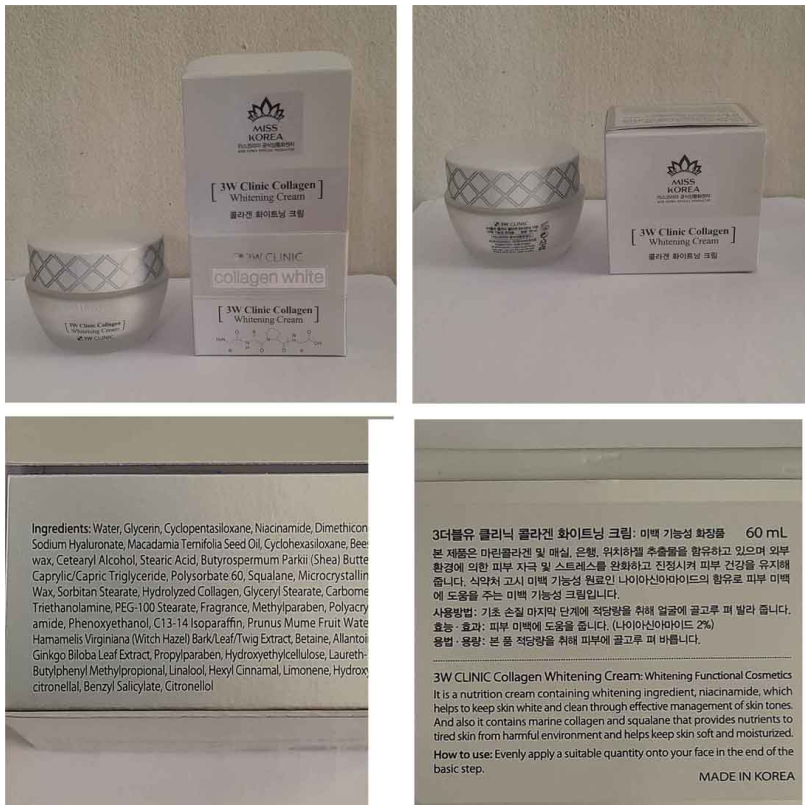 MISS
KOREA
[ 3W Clinic Collagen ]
Whitening Cream
콜라겐 화이트닝 크림
3W CLINIC
collagen white
[ 3W Clinic Collagen ]
Whitening Cream
[ 3W Clinic Collagen ]
Whitening Cream
3W CLINIC
3W CLINIC
MISS
KOREA
[ 3W Clinic Collagen ]
Whitening Cream
콜라겐 화이트닝 크림
Ingredients: Water, Glycerin, Cyclopentasiloxane, Niacinamide, Dimethicon
Sodium Hyaluronate, Macadamia Ternifolia Seed Oil, Cyclohexasiloxane, Bees
wax, Cetearyl Alcohol, Stearic Acid, Butyrospermum Parkii (Shea) Butte
Caprylic/Capric Triglyceride, Polysorbate 60, Squalane, Microcrystallin
Wax, Sorbitan Stearate, Hydrolyzed Collagen, Glyceryl Stearate, Carbome
Triethanolamine, PEG-100 Stearate, Fragrance, Methylparaben, Polyacry
amide, Phenoxyethanol, C13-14 Isoparaffin, Prunus Mume Fruit Wate
Hamamelis Virginiana (Witch Hazel) Bark/Leaf/Twig Extract, Betaine, Allantoi
Ginkgo Biloba Leaf Extract, Propylparaben, Hydroxyethylcellulose, Laureth-
Butylphenyl Methylpropional, Linalool, Hexyl Cinnamal, Limonene, Hydroxy
citronellal, Benzyl Salicylate, Citronellol
3더블유 클리닉 콜라겐 화이트닝 크림: 미백 기능성 화장품 60 mL
본 제품은 마린콜라겐 및 매실, 은행, 위치하젤 추출물을 함유하고 있으며 외부
환경에 의한 피부 자극 및 스트레스를 완화하고 진정시켜 피부 건강을 유지해
줍니다. 식약처 고시 미백 기능성 원료인 나이아신아마이드의 함유로 피부 미백
에 도움을 주는 미백 기능성 크림입니다.
사용방법: 기초 손질 마지막 단계에 적당량을 취해 얼굴에 골고루 펴 발라 줍니다.
효능·효과: 피부 미백에 도움을 줍니다. (나이아신아마이드 2%)
용법·용량: 본 품 적당량을 취해 피부에 골고루 펴 바릅니다.
3W CLINIC Collagen Whitening Cream: Whitening Functional Cosmetics
It is a nutrition cream containing whitening ingredient, niacinamide, which
helps to keep skin white and clean through effective management of skin tones.
And also it contains marine collagen and squalane that provides nutrients to
tired skin from harmful environment and helps keep skin soft and moisturized.
How to use: Evenly apply a suitable quantity onto your face in the end of the
basic step.
MADE IN KOREA